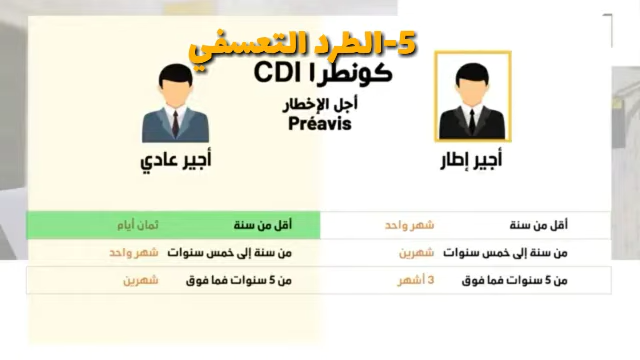 5-الطرد التعسفي
كونطرا CDI
أجل الإخطار
Préavis
أجير إطار
أجير عادي
أقل من سنة شهر واحد
من سنة إلى خمس سنوات شهرين
من 5 سنوات فما فوق 3 أشهر
أقل من سنة ثمان أيام
من سنة إلى خمس سنوات شهر واحد
من 5 سنوات فما فوق شهرين